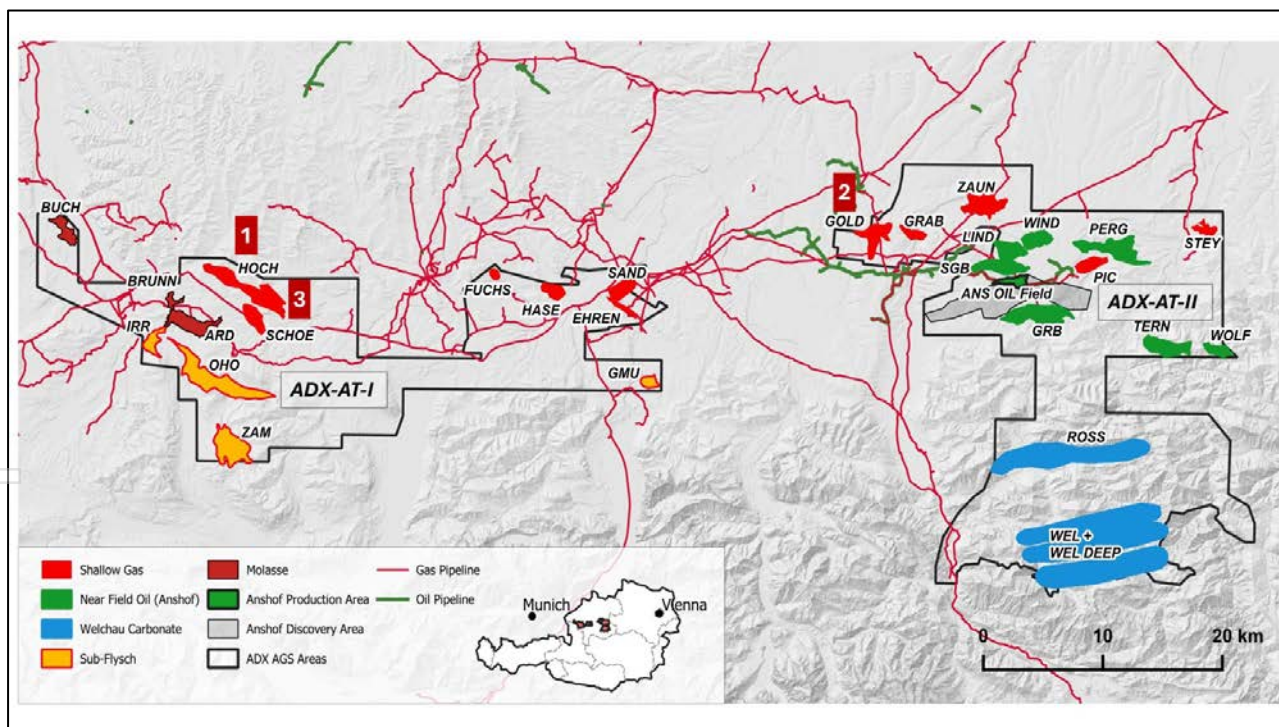 BUCH
1
HOCH
BRUNN
3
IRR
ARD
SCHOE
OHO
ADX-AT-I
ZAM
FUCHS
HASE
SAND
EHREN
GMU
2
GOLD
GRAB
ZAUN
LIND
WIND
PERG
STEY
SGB
PIC
ANS OIL Field
ADX-AT-II
GRB
TERN
WOLF
ROSS
WEL +
WEL DEEP
0 10 20 km
Shallow Gas
Near Field Oil (Anshof)
Welchau Carbonate
Sub-Flysch
Molasse
Anshof Production Area
Anshof Discovery Area
ADX AGS Areas
Gas Pipeline
Oil Pipeline
Munich
Vienna